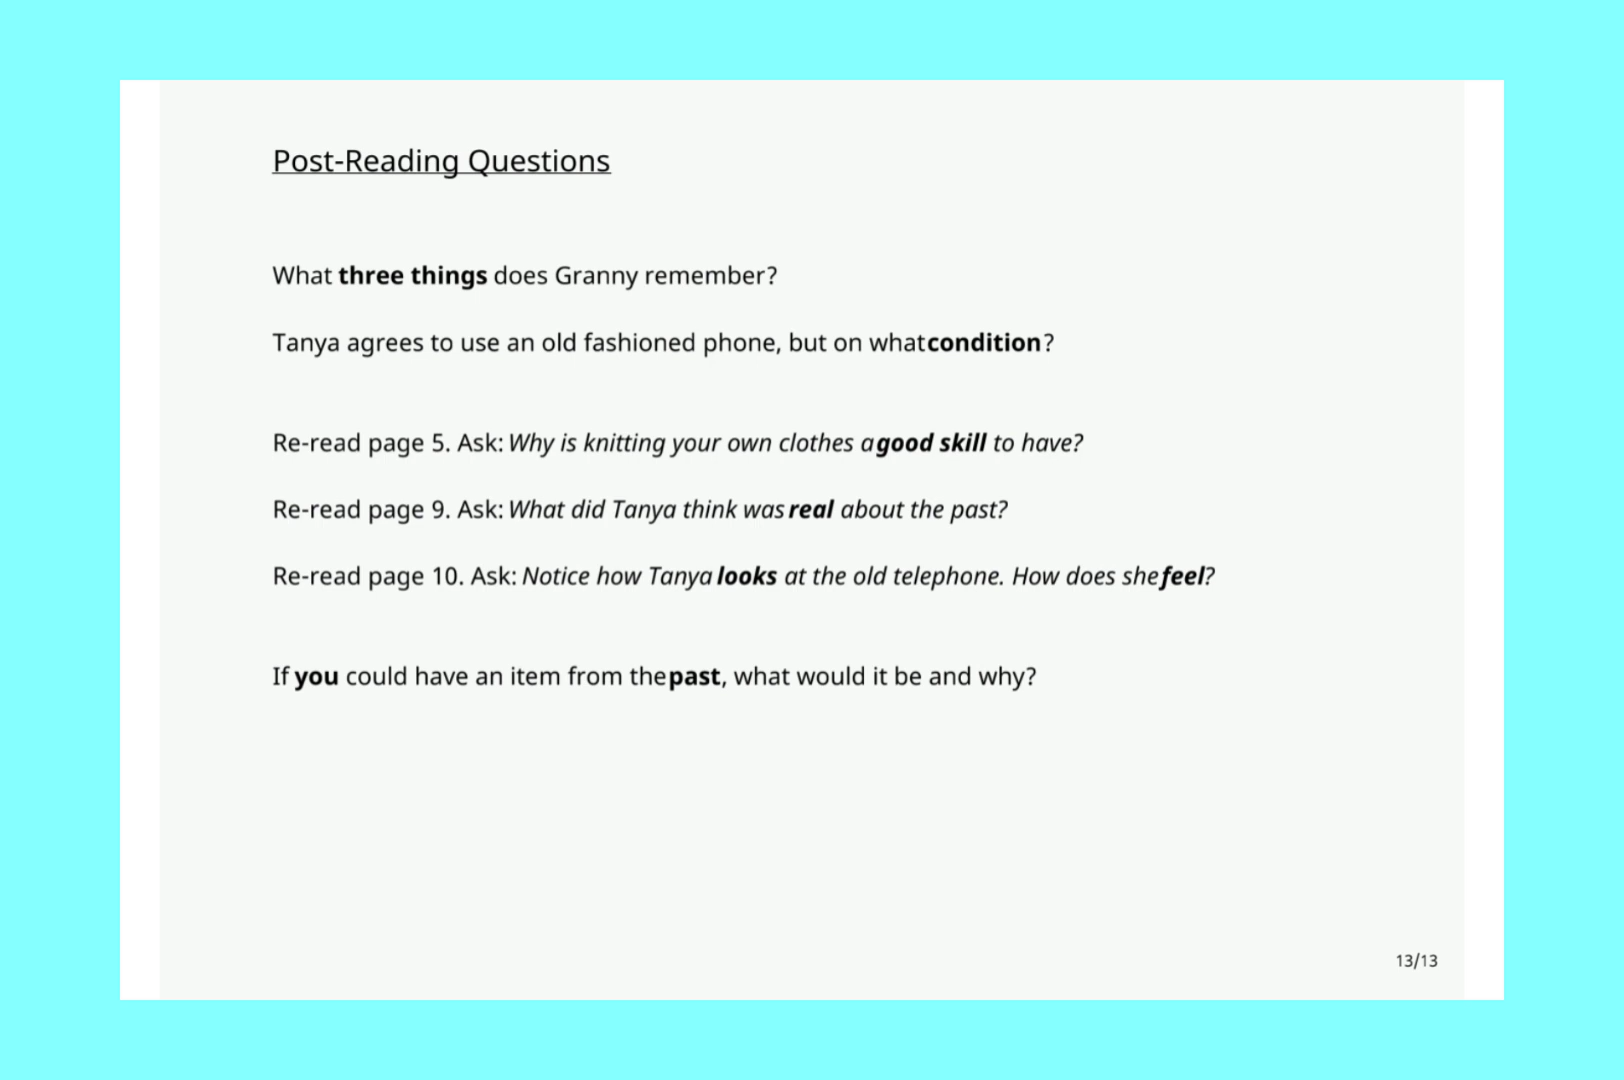 Post-Reading Questions
What three things does Granny remember?
Tanya agrees to use an old fashioned phone, but on what condition?
Re-read page 5. Ask: Why is knitting your own clothes a good skill to have?
Re-read page 9. Ask: What did Tanya think was real about the past?
Re-read page 10. Ask: Notice how Tanya looks at the old telephone. How does she feel?
If you could have an item from the past, what would it be and why?
13/13